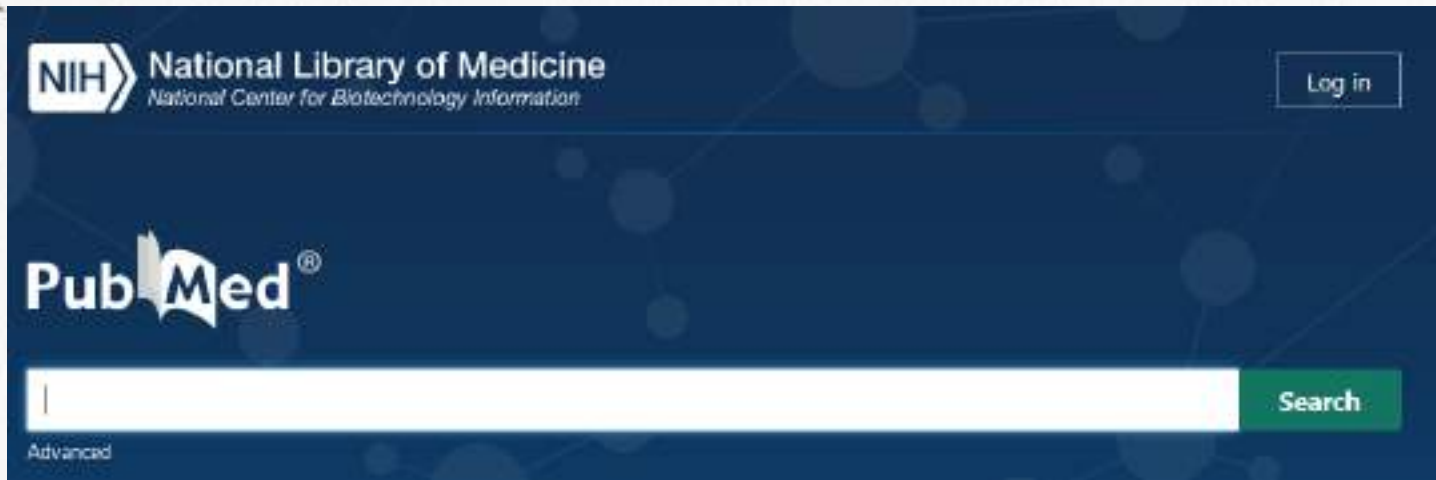 NIH
National Library of Medicine
National Center for Biotechnology Information
Log in
PubMed®
Search
Advanced